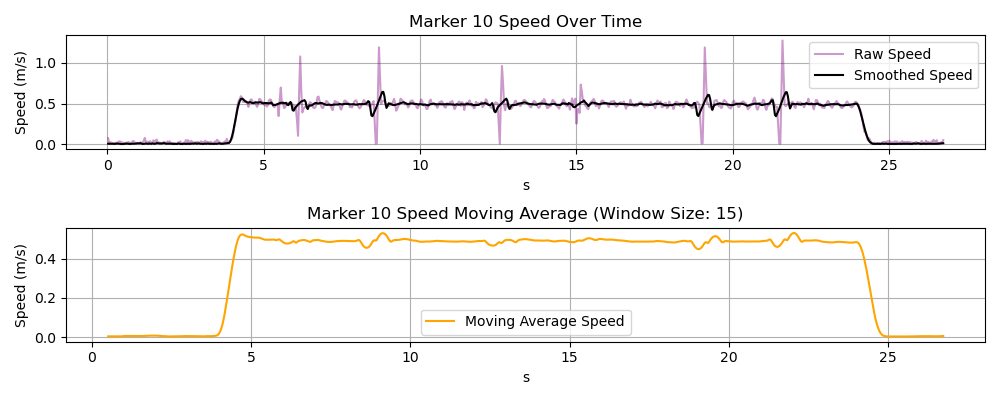 Marker 10 Speed Over Time
Speed (m/s)
1.0
0.5
0.0
Raw Speed
Smoothed Speed
0 5 10 15 20 25
s
Marker 10 Speed Moving Average (Window Size: 15)
Speed (m/s)
0.4
0.2
0.0
Moving Average Speed
0 5 10 15 20 25
s